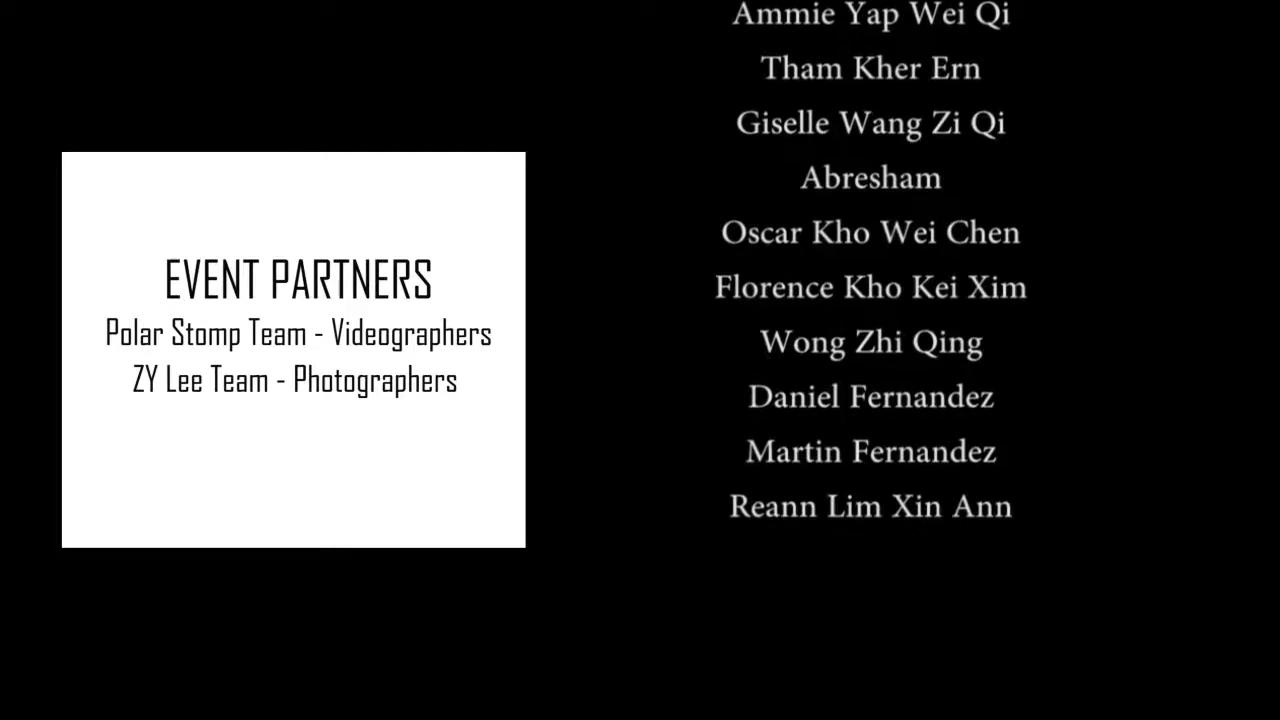 EVENT PARTNERS
Polar Stomp Team - Videographers
ZY Lee Team - Photographers
Ammie Yap Wei Qi
Tham Kher Ern
Giselle Wang Zi Qi
Abresham
Oscar Kho Wei Chen
Florence Kho Kei Xim
Wong Zhi Qing
Daniel Fernandez
Martin Fernandez
Reann Lim Xin Ann